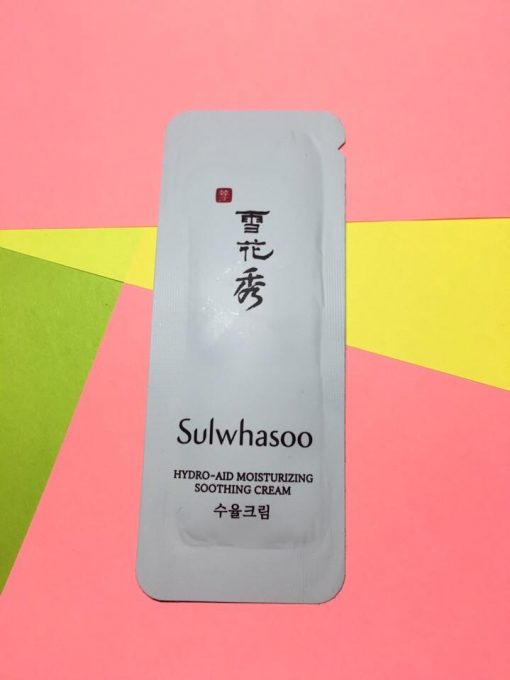 雪
花
秀
Sulwhasoo
HYDRO-AID MOISTURIZING
SOOTHING CREAM
수율크림